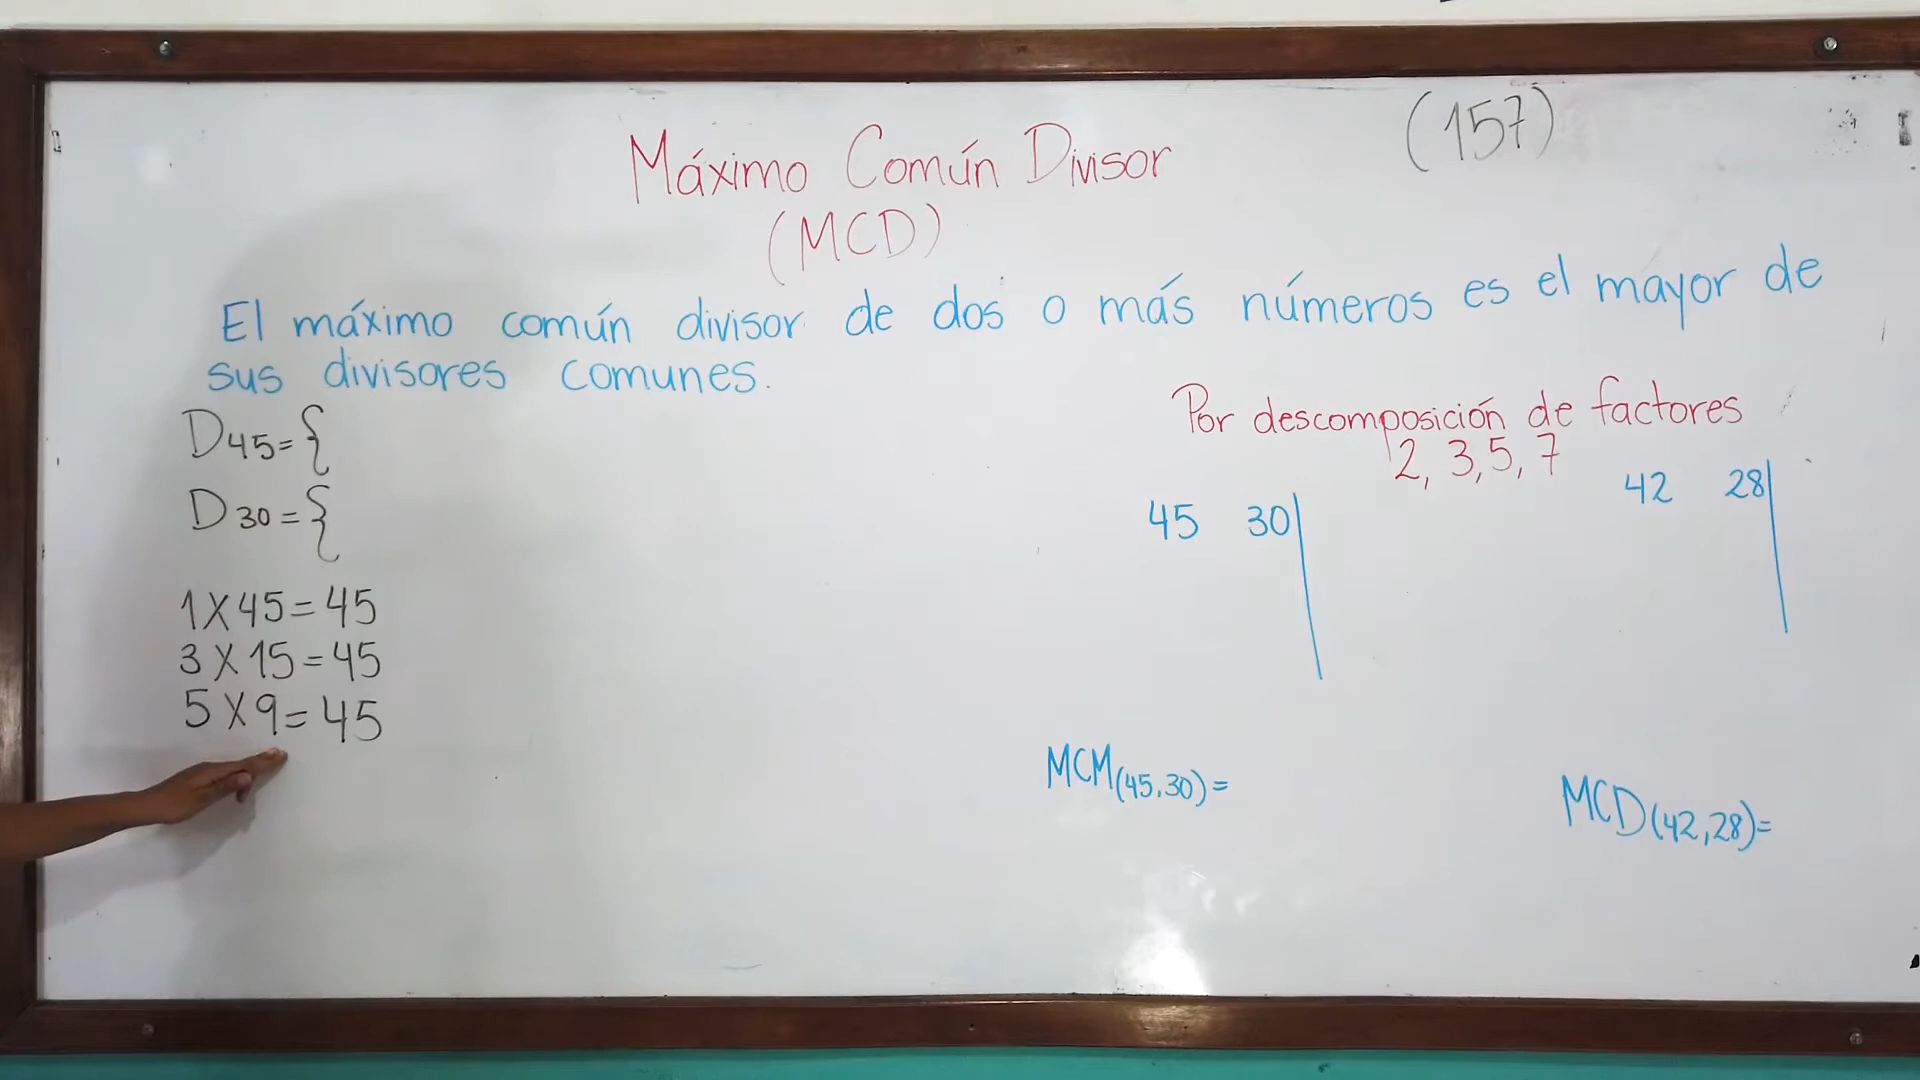 (157)
Máximo Común Divisor
(MCD)
El máximo común divisor de dos o más números es el mayor de
sus divisores comunes.
D45={
D30={
1X45=45
3X15=45
5X9=45
Por descomposición de factores
2, 3, 5, 7
45 30
MCM(45,30)=
42 28
MCD(42,28)=